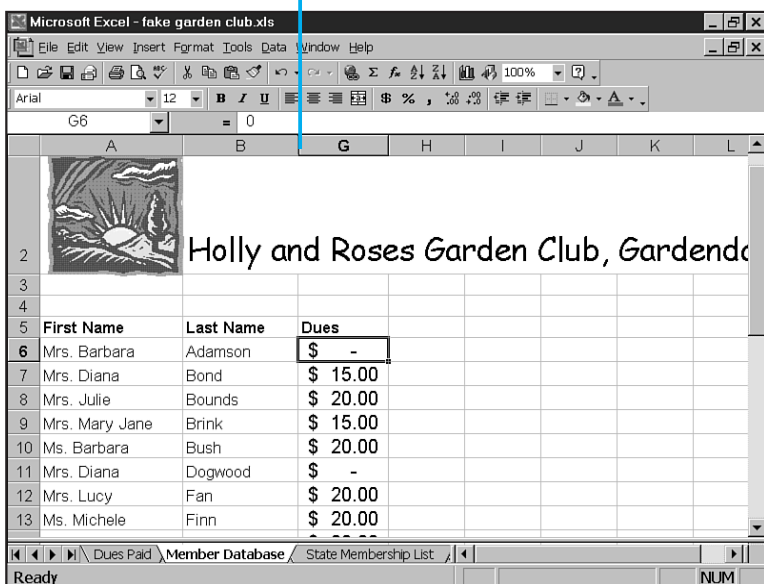 Microsoft Excel - fake garden club.xls
File Edit View Insert Format Tools Data Window Help
100%
Arial 12 B I U $ % ,
G6 = 0
A B G H I J K L
2 Holly and Roses Garden Club,
3
4
5 First Name Last Name Dues
6 Mrs. Barbara Adamson $ -
7 Mrs. Diana Bond $ 15.00
8 Mrs. Julie Bounds $ 20.00
9 Mrs. Mary Jane Brink $ 15.00
10 Ms. Barbara Bush $ 20.00
11 Mrs. Diana Dogwood $ -
12 Mrs. Lucy Fan $ 20.00
13 Ms. Michele Finn $ 20.00
Dues Paid Member Database State Membership List
Ready NUM